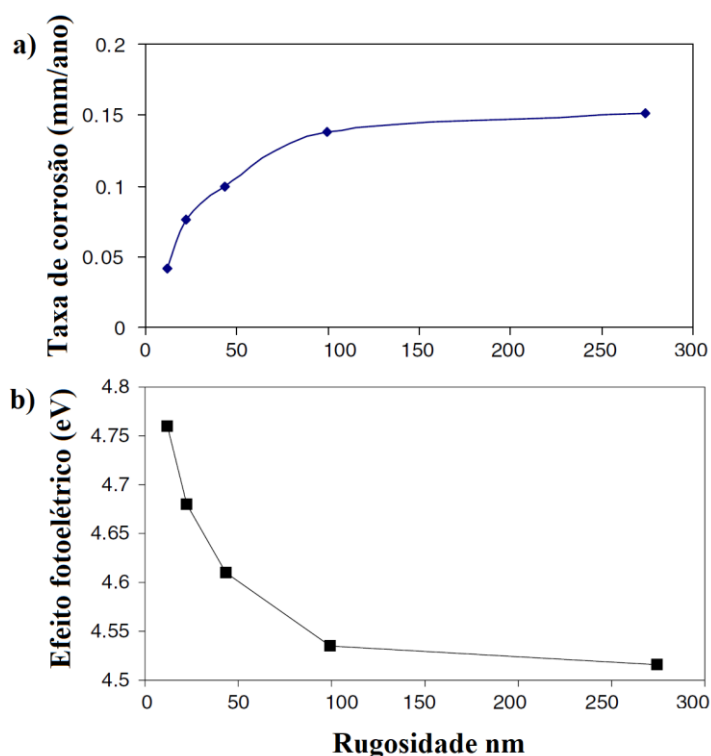 a)
Taxa de corrosão (mm/ano)
0.2
0.15
0.1
0.05
0
0 50 100 150 200 250 300
b)
Efeito fotoelétrico (eV)
4.8
4.75
4.7
4.65
4.6
4.55
4.5
0 50 100 150 200 250 300
Rugosidade nm